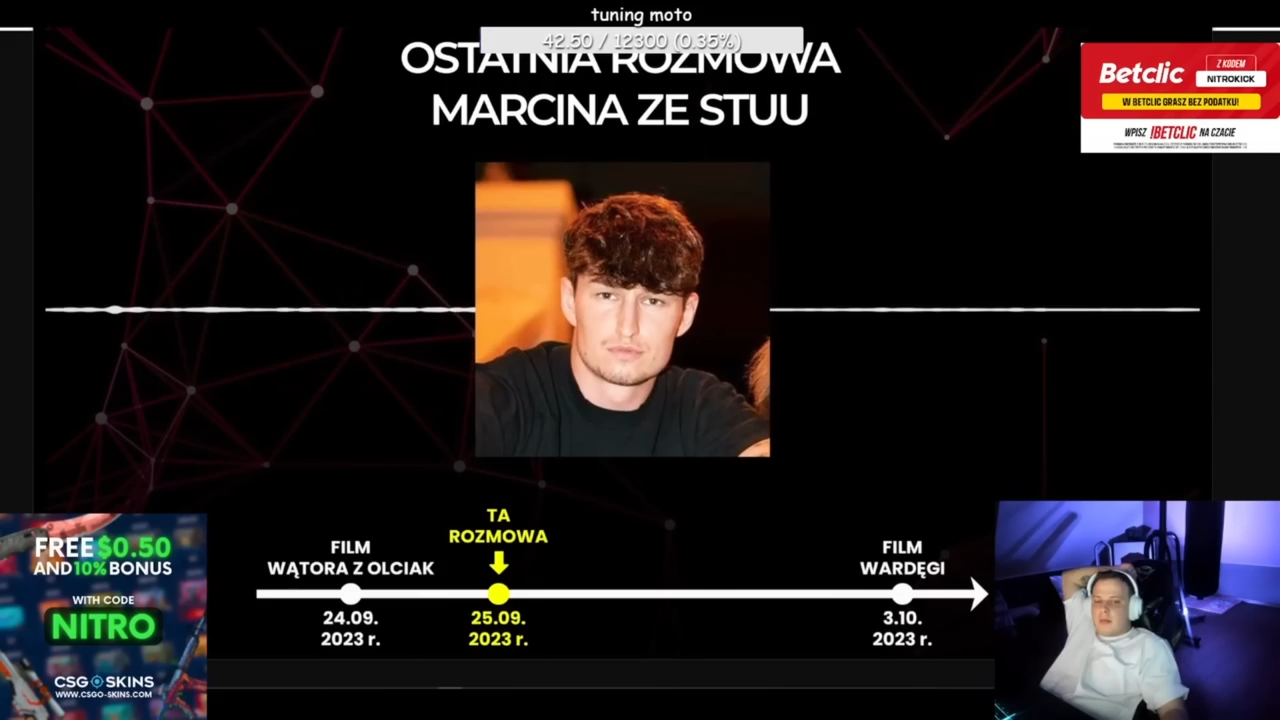 tuning moto
42.50 / 12300 (0.35%)
OSTATNIA ROZMOWA
MARCINA ZE STUU
Betclic
Z KODEM
NITROKICK
W BETCLIC GRASZ BEZ PODATKU!
WPISZ !BETCLIC NA CZACIE
TA
ROZMOWA
FILM
WĄTORA Z OLCIAK
FILM
WARDĘGI
24.09.
2023 r.
25.09.
2023 r.
3.10.
2023 r.
FREE $0.50
AND 10% BONUS
WITH CODE
NITRO
CSGO SKINS
WWW.CSGO-SKINS.COM